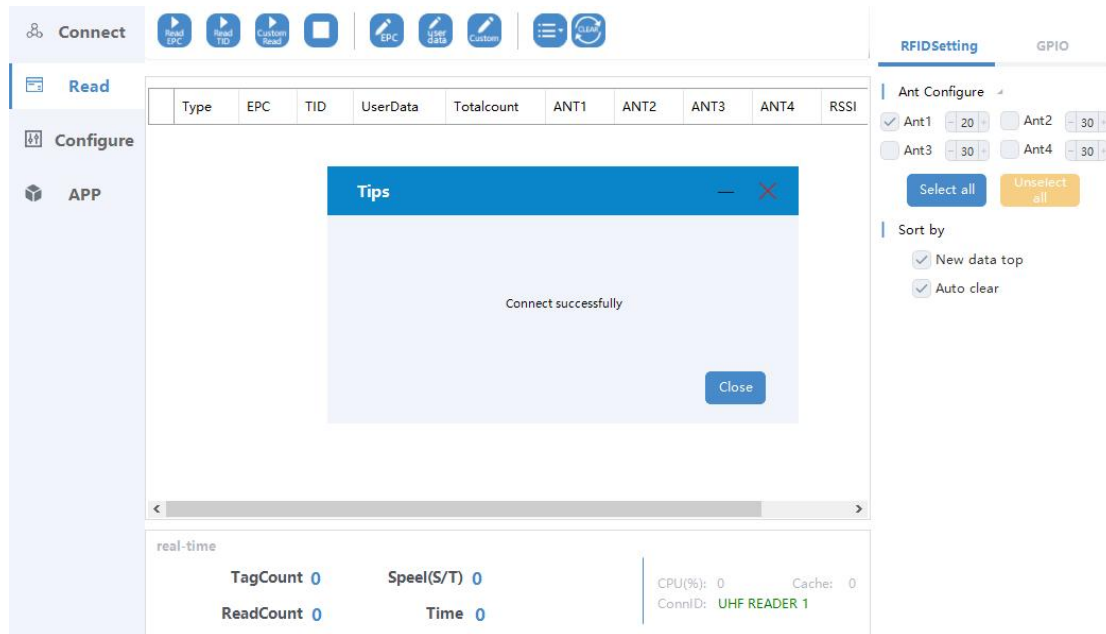 Connect
Read
Configure
APP
Read EPC
Read TID
Custom Read
EPC
user data
Custom
CLEAR
Type EPC TID UserData Totalcount ANT1 ANT2 ANT3 ANT4 RSSI
Tips
Connect successfully
Close
real-time
TagCount 0 Speel(S/T) 0
ReadCount 0 Time 0
CPU(%): 0 Cache: 0
ConnID: UHF READER 1
RFIDSetting GPIO
Ant Configure
Ant1 - 20 + Ant2 - 30 +
Ant3 - 30 + Ant4 - 30 +
Select all
Unselect
all
Sort by
New data top
Auto clear